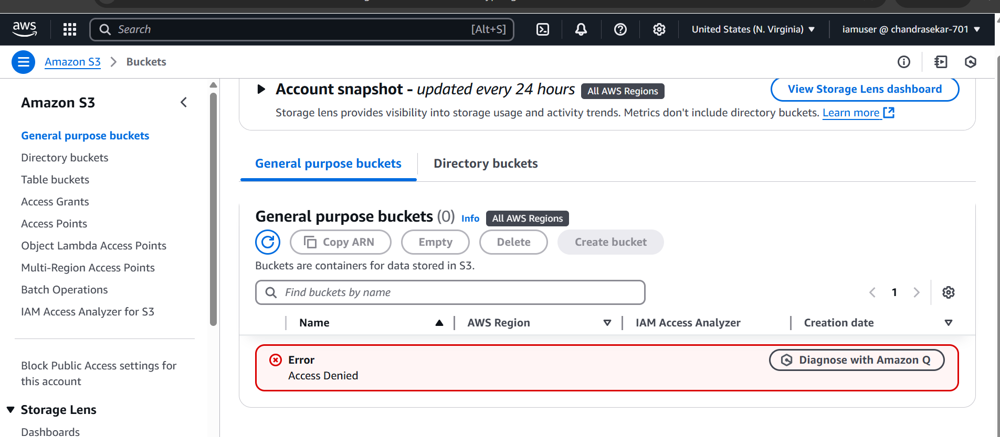 aws
Search
[Alt+S]
United States (N. Virginia)
iamuser @ chandrasekar-701
Amazon S3
Buckets
Amazon S3
General purpose buckets
Directory buckets
Table buckets
Access Grants
Access Points
Object Lambda Access Points
Multi-Region Access Points
Batch Operations
IAM Access Analyzer for S3
Block Public Access settings for
this account
Storage Lens
Dashboards
Account snapshot - updated every 24 hours
All AWS Regions
View Storage Lens dashboard
Storage lens provides visibility into storage usage and activity trends. Metrics don't include directory buckets. Learn more
General purpose buckets
Directory buckets
General purpose buckets (0)
Info
All AWS Regions
Copy ARN
Empty
Delete
Create bucket
Buckets are containers for data stored in S3.
Find buckets by name
1
Name
AWS Region
IAM Access Analyzer
Creation date
Error
Access Denied
Diagnose with Amazon Q